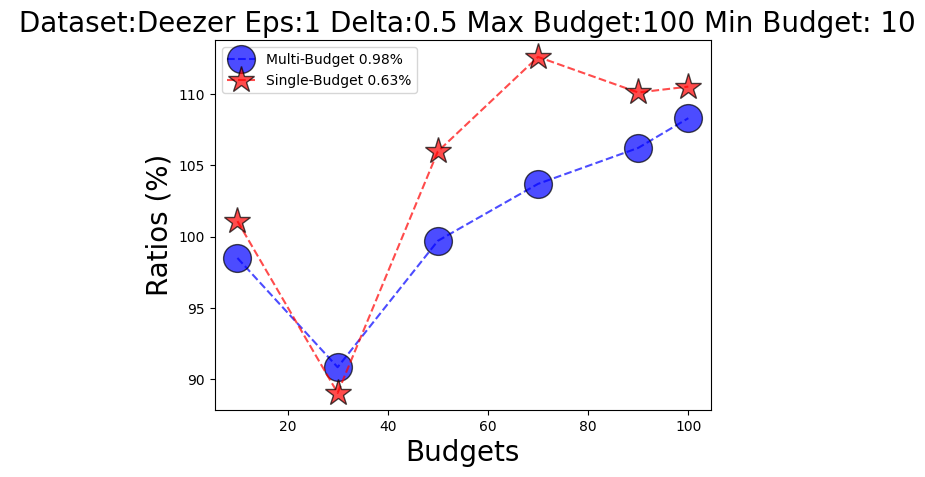 Dataset:Deezer Eps:1 Delta:0.5 Max Budget:100 Min Budget: 10
Multi-Budget 0.98%
Single-Budget 0.63%
Ratios (%)
110
105
100
95
90
20
40
60
80
100
Budgets